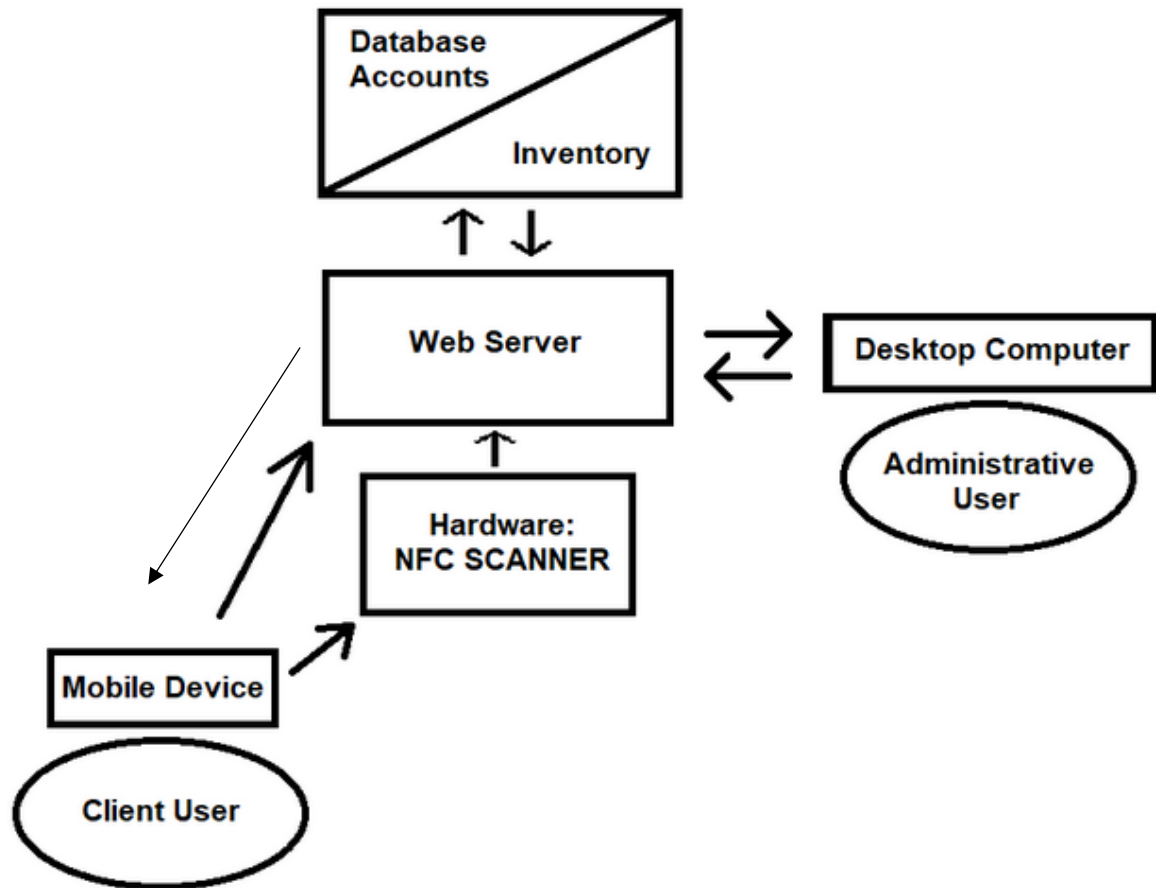 Database
Accounts
Inventory
Web Server
Desktop Computer
Administrative
User
Hardware:
NFC SCANNER
Mobile Device
Client User